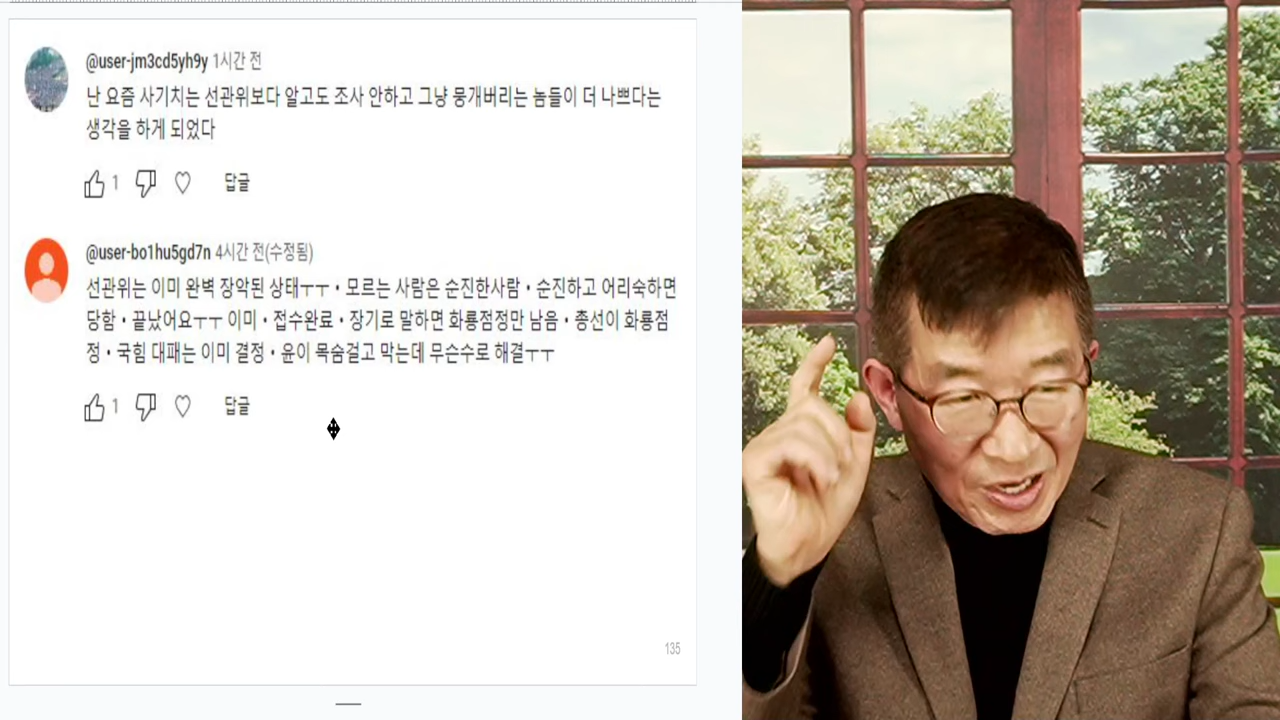 @user-jm3cd5yh9y 1시간 전
난 요즘 사기치는 선관위보다 알고도 조사 안하고 그냥 뭉개버리는 놈들이 더 나쁘다는
생각을 하게 되었다
1 답글
@user-bo1hu5gd7n 4시간 전(수정됨)
선관위는 이미 완벽 장악된 상태ㅜㅜ • 모르는 사람은 순진한사람 • 순진하고 어리숙하면
당함 • 끝났어요ㅜㅜ 이미 • 접수완료 • 장기로 말하면 화룡점정만 남음 • 총선이 화룡점
정 • 국힘 대패는 이미 결정 • 윤이 목숨걸고 막는데 무슨수로 해결ㅜㅜ
1 답글
135